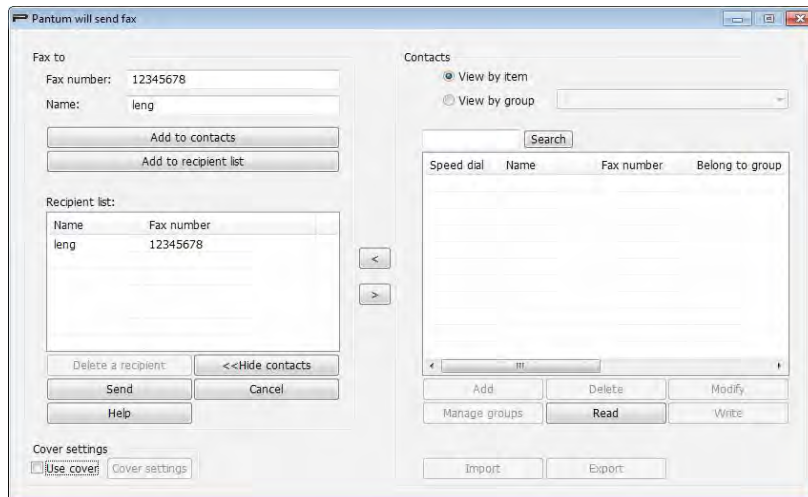 Pantum will send fax
Fax to
Fax number: 12345678
Name: leng
Add to contacts
Add to recipient list
Recipient list:
Name Fax number
leng 12345678
Delete a recipient <<Hide contacts
Send Cancel
Help
Cover settings
Use cover Cover settings
<
>
Contacts
View by item
View by group
Search
Speed dial Name Fax number Belong to group
Add Delete Modify
Manage groups Read Write
Import Export